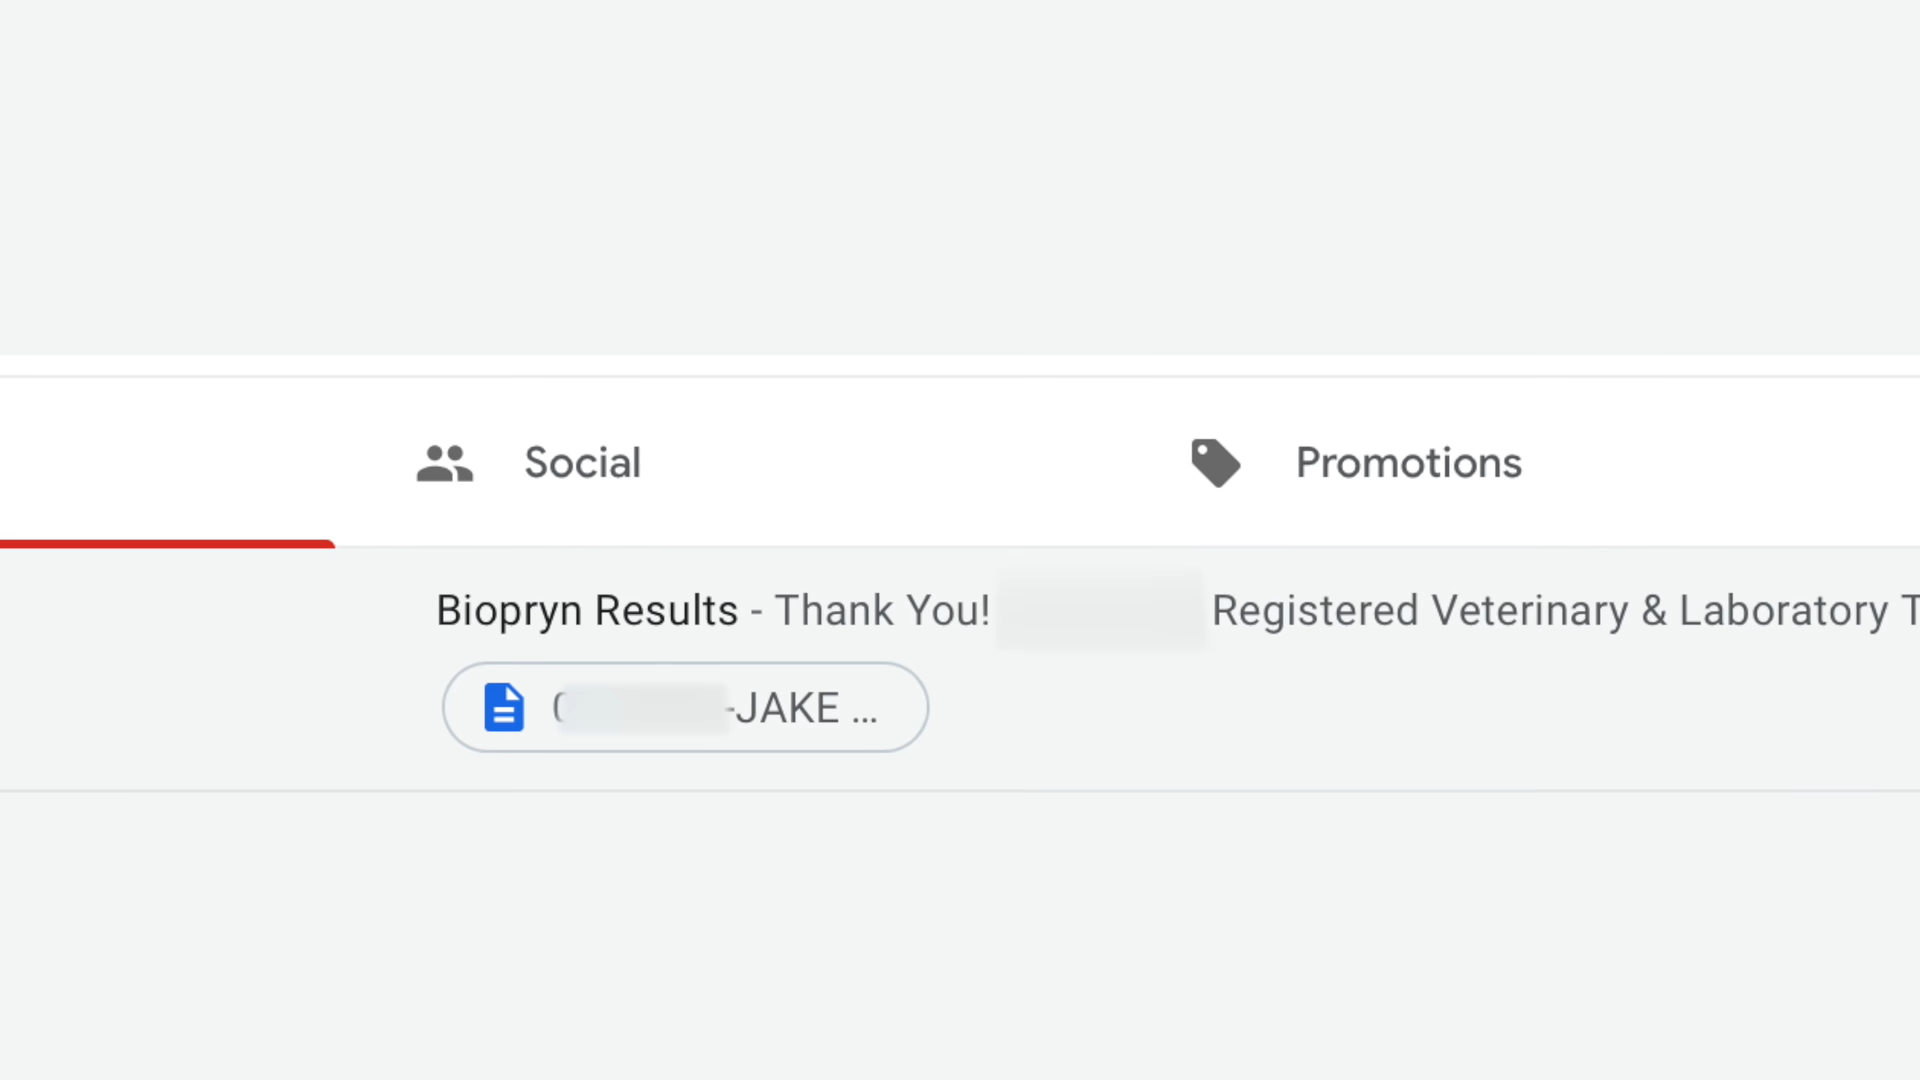 Social
Promotions
Biopryn Results - Thank You! Registered Veterinary & Laboratory
-JAKE ...